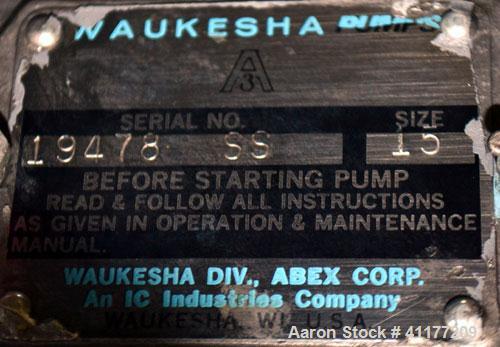 WAUKESHA PUMPS
A
3
SERIAL NO. SIZE
19478 SS 15
BEFORE STARTING PUMP
READ & FOLLOW ALL INSTRUCTIONS
AS GIVEN IN OPERATION & MAINTENANCE
MANUAL.
WAUKESHA DIV., ABEX CORP.
An IC Industries Company
WAUKESHA, WI. U.S.A.
Aaron Stock # 41177209